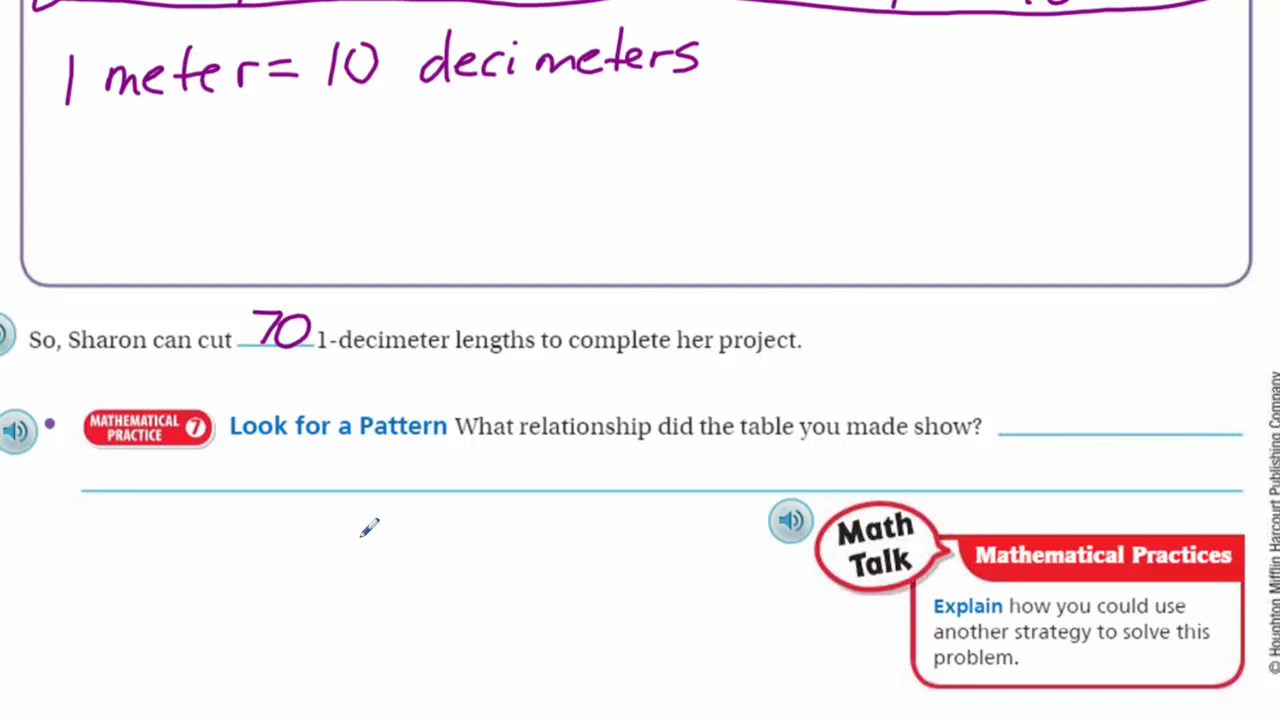 1 meter = 10 decimeters
So, Sharon can cut 70 1-decimeter lengths to complete her project.
MATHEMATICAL PRACTICE 7 Look for a Pattern What relationship did the table you made show?
Math Talk
Mathematical Practices
Explain how you could use
another strategy to solve this
problem.
© Houghton Mifflin Harcourt Publishing Company